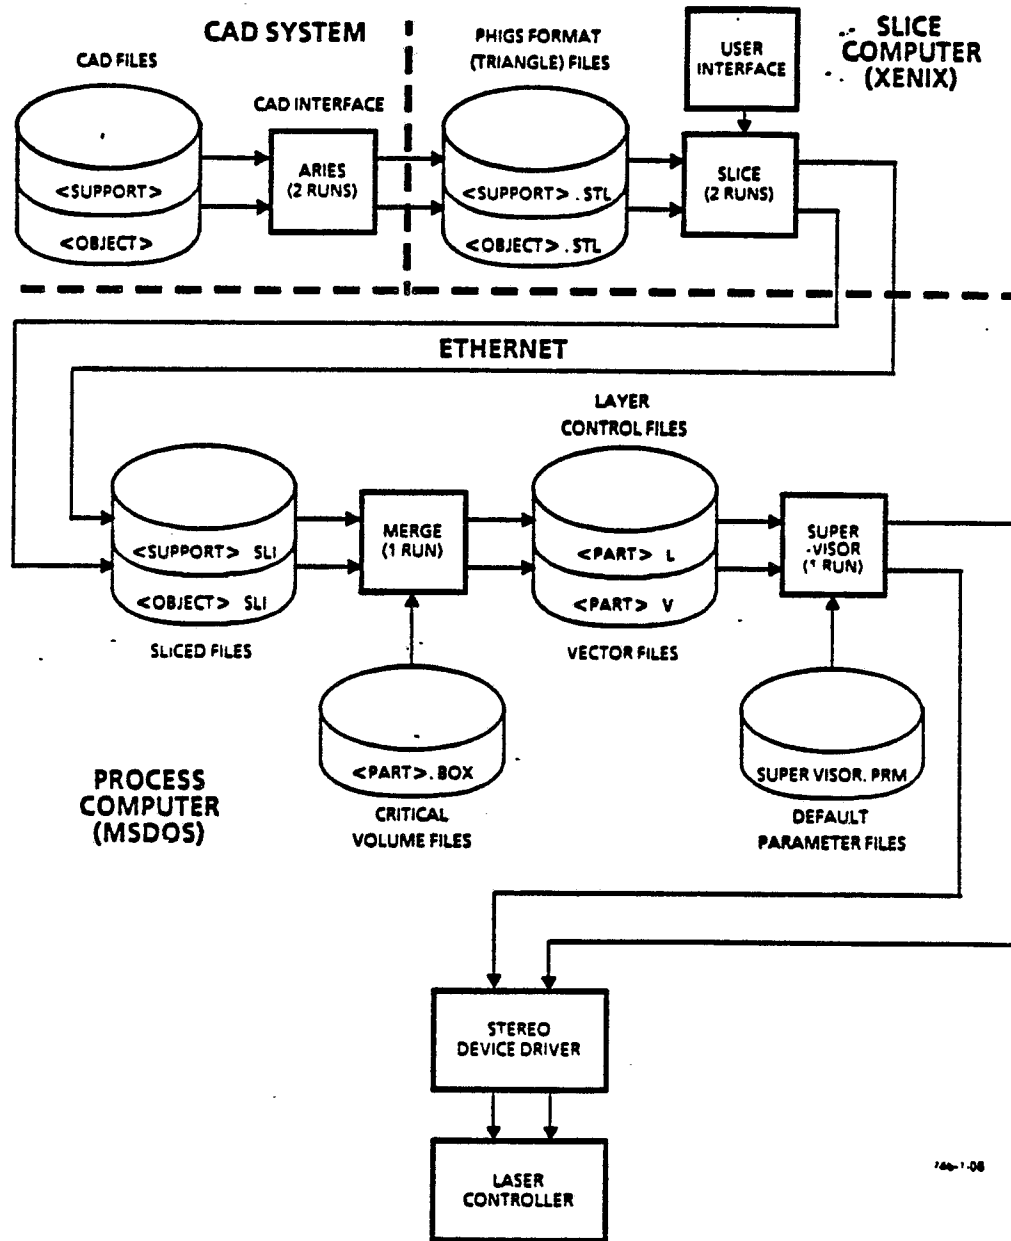 CAD SYSTEM
CAD FILES
CAD INTERFACE
<SUPPORT>
<OBJECT>
ARIES
(2 RUNS)
PHIGS FORMAT
(TRIANGLE) FILES
<SUPPORT> . STL
<OBJECT> . STL
USER
INTERFACE
SLICE
(2 RUNS)
SLICE
COMPUTER
(XENIX)
ETHERNET
<SUPPORT> SLI
<OBJECT> SLI
SLICED FILES
MERGE
(1 RUN)
LAYER
CONTROL FILES
<PART> L
<PART> V
VECTOR FILES
SUPER
-VISOR
(1 RUN)
<PART>. BOX
CRITICAL
VOLUME FILES
SUPER VISOR. PRM
DEFAULT
PARAMETER FILES
PROCESS
COMPUTER
(MSDOS)
STEREO
DEVICE DRIVER
LASER
CONTROLLER